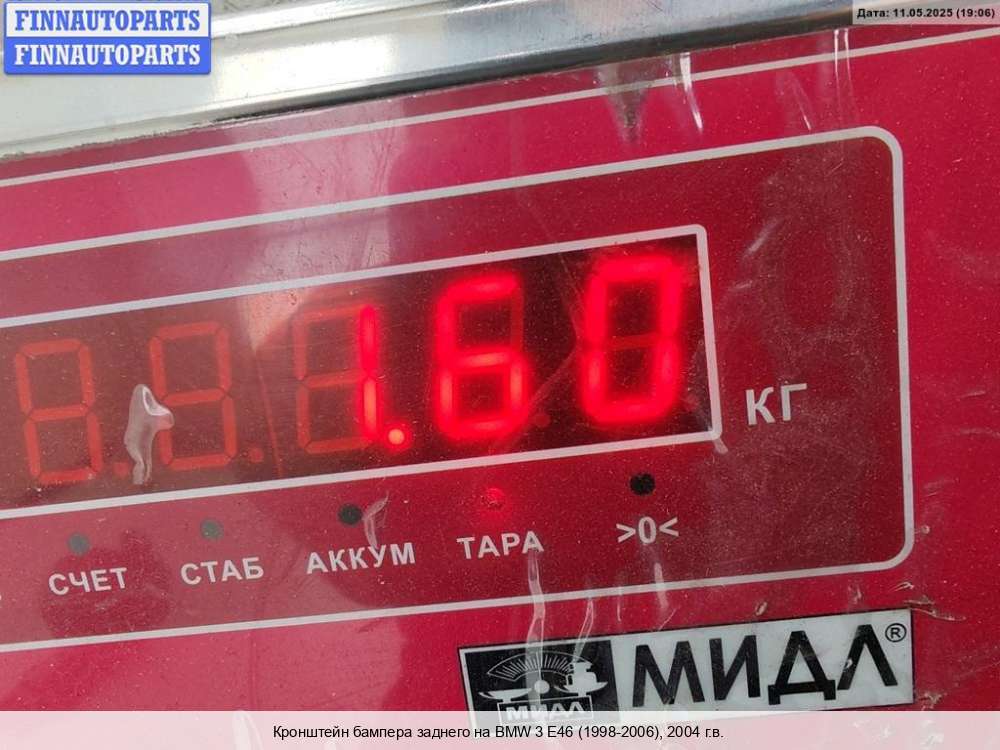 FINNAUTOPARTS
FINNAUTOPARTS
Дата: 11.05.2025 (19:06)
1.60
КГ
СЧЕТ
СТАБ
АККУМ
ТАРА
>0<
МИДЛ®
МИДЛ
Кронштейн бампера заднего на BMW 3 E46 (1998-2006), 2004 г.в.